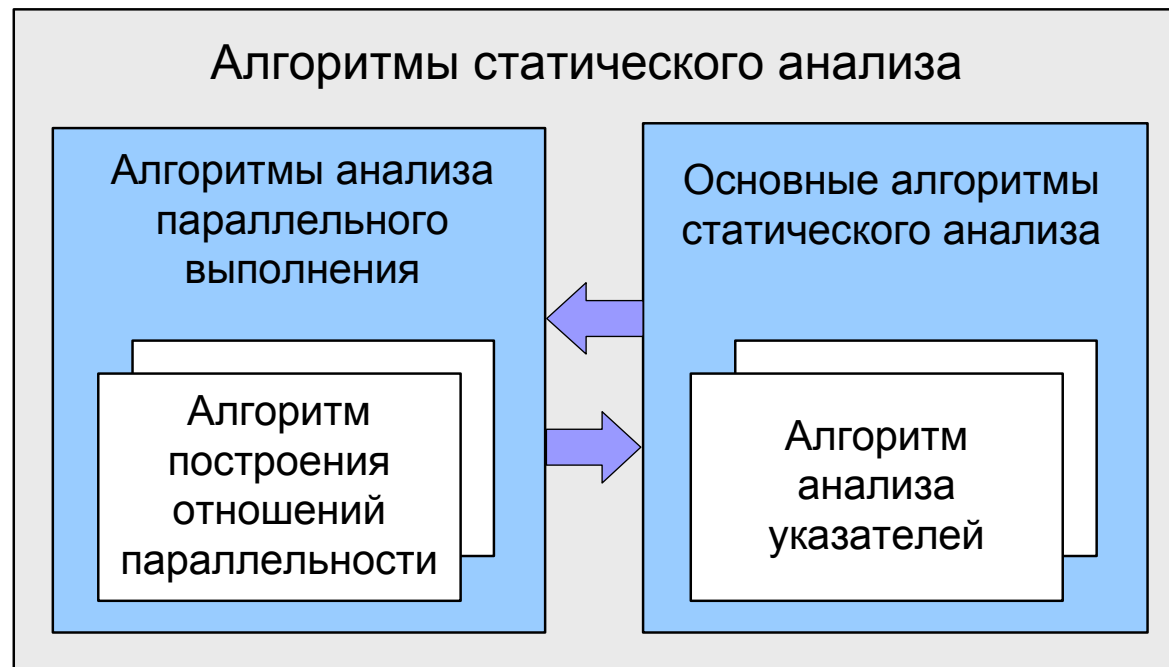 Алгоритмы статического анализа
Алгоритмы анализа
параллельного
выполнения
Алгоритм
построения
отношений
параллельности
Основные алгоритмы
статического анализа
Алгоритм
анализа
указателей